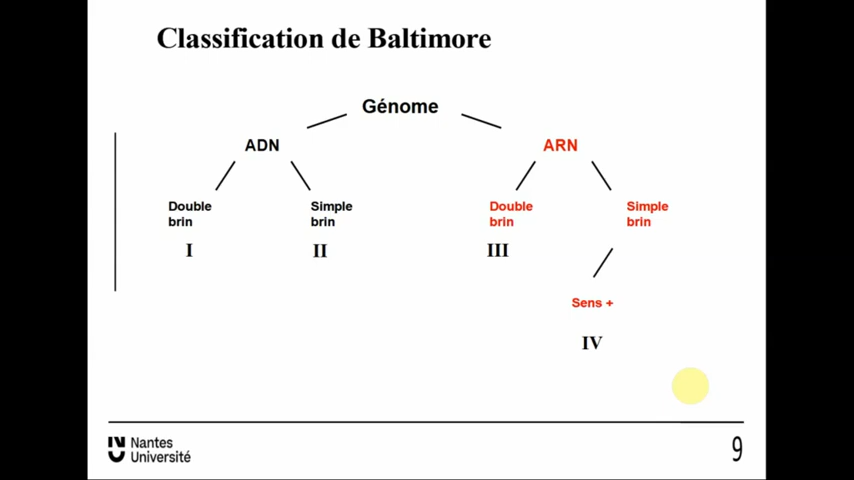 Classification de Baltimore
Génome
ADN
ARN
Double
brin
Simple
brin
Double
brin
Simple
brin
I
II
III
Sens +
IV
Nantes
Université
9